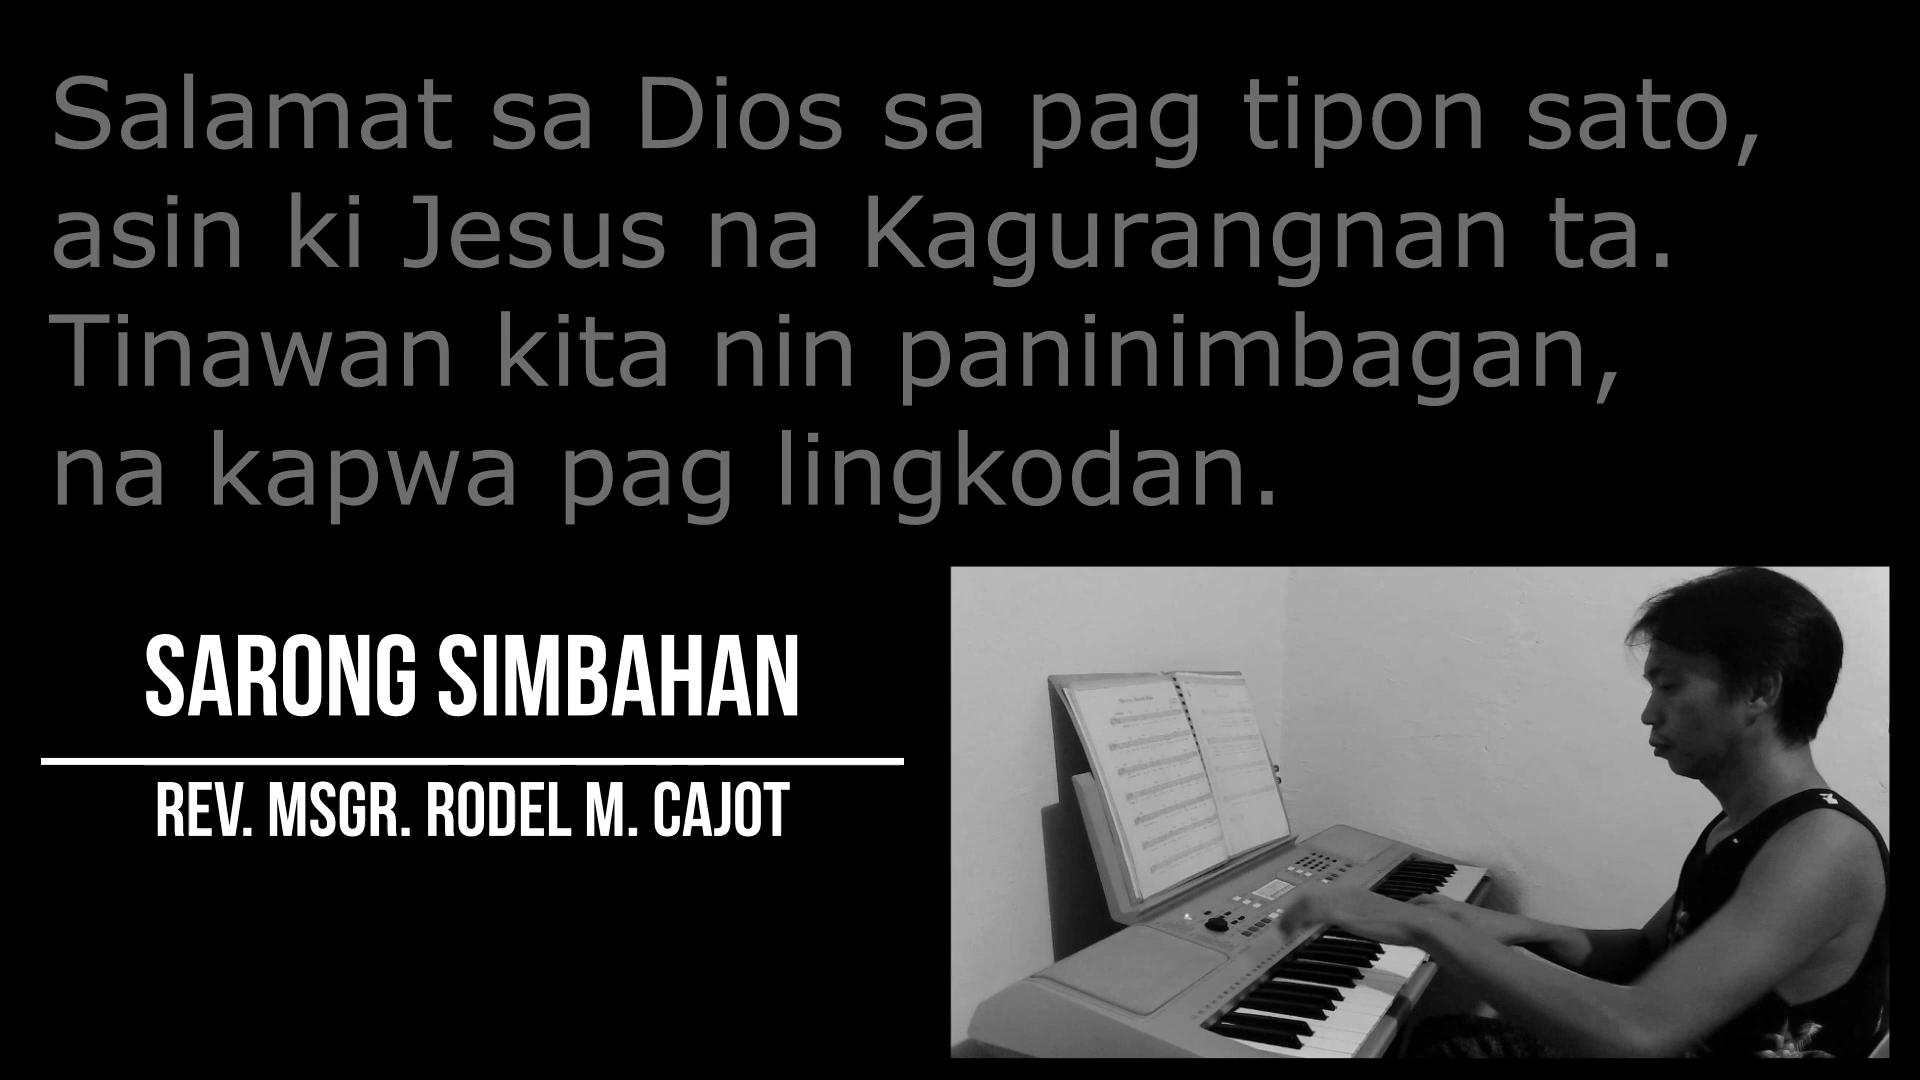 Salamat sa Dios sa pag tipon sato,
asin ki Jesus na Kagurangnan ta.
Tinawan kita nin paninimbagan,
na kapwa pag lingkodan.
SARONG SIMBAHAN
REV. MSGR. RODEL M. CAJOT